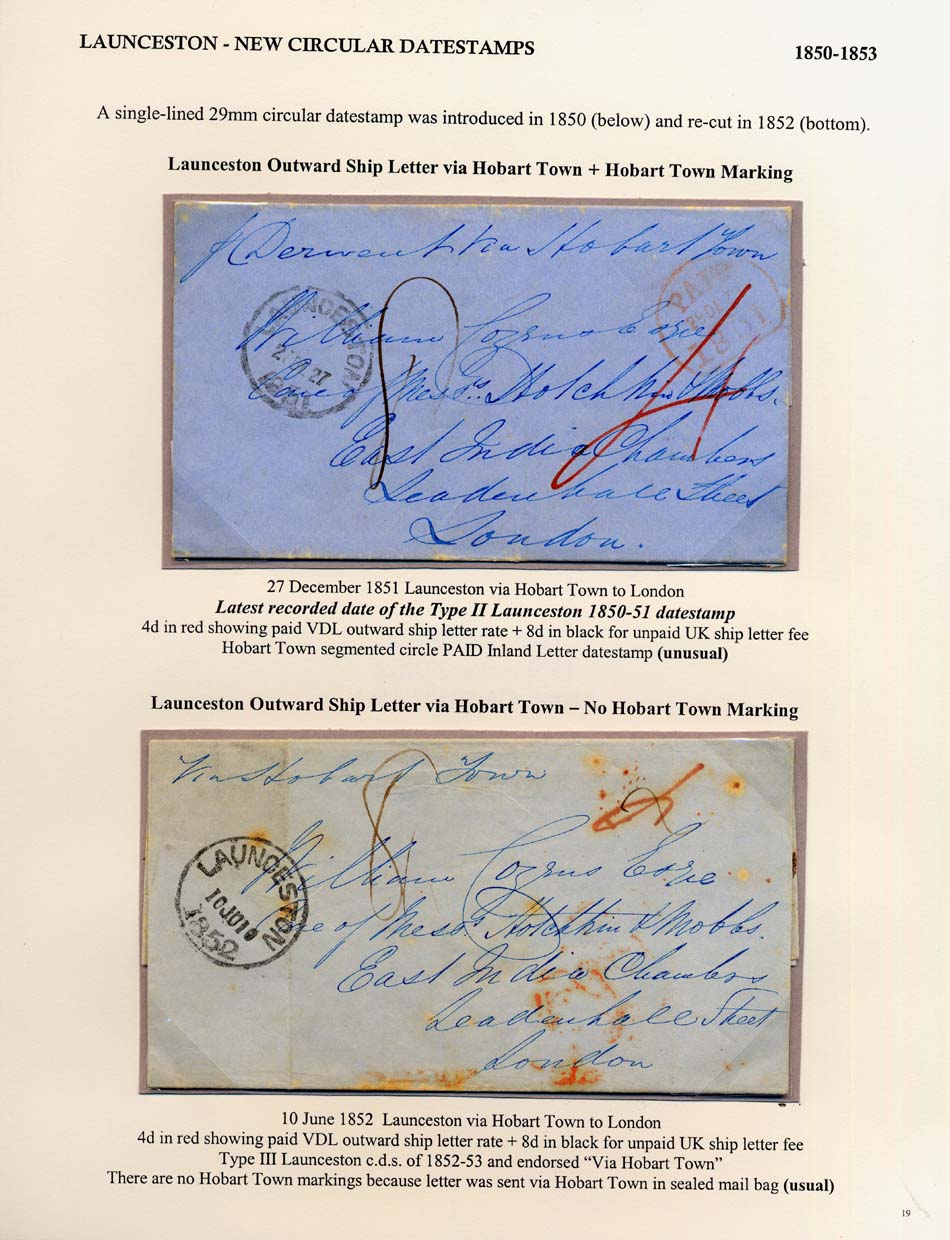 LAUNCESTON - NEW CIRCULAR DATESTAMPS
1850-1853
A single-lined 29mm circular datestamp was introduced in 1850 (below) and re-cut in 1852 (bottom).
Launceston Outward Ship Letter via Hobart Town + Hobart Town Marking
Derwent via Hobart Town
LAUNCESTON
27
1851
PAID
1851
8
4
William Cozens Esqre
Care of Messrs. Hotchkin & Mobbs.
East India Chambers
Leadenhall Street
London.
27 December 1851 Launceston via Hobart Town to London
Latest recorded date of the Type II Launceston 1850-51 datestamp
4d in red showing paid VDL outward ship letter rate + 8d in black for unpaid UK ship letter fee
Hobart Town segmented circle PAID Inland Letter datestamp (unusual)
Launceston Outward Ship Letter via Hobart Town – No Hobart Town Marking
Via Hobart Town
8
4
LAUNCESTON
10 JU 10
1852
William Cozens Esqre
Care of Messrs. Hotchkin & Mobbs.
East India Chambers
Leadenhall Street
London
10 June 1852 Launceston via Hobart Town to London
4d in red showing paid VDL outward ship letter rate + 8d in black for unpaid UK ship letter fee
Type III Launceston c.d.s. of 1852-53 and endorsed “Via Hobart Town”
There are no Hobart Town markings because letter was sent via Hobart Town in sealed mail bag (usual)
19